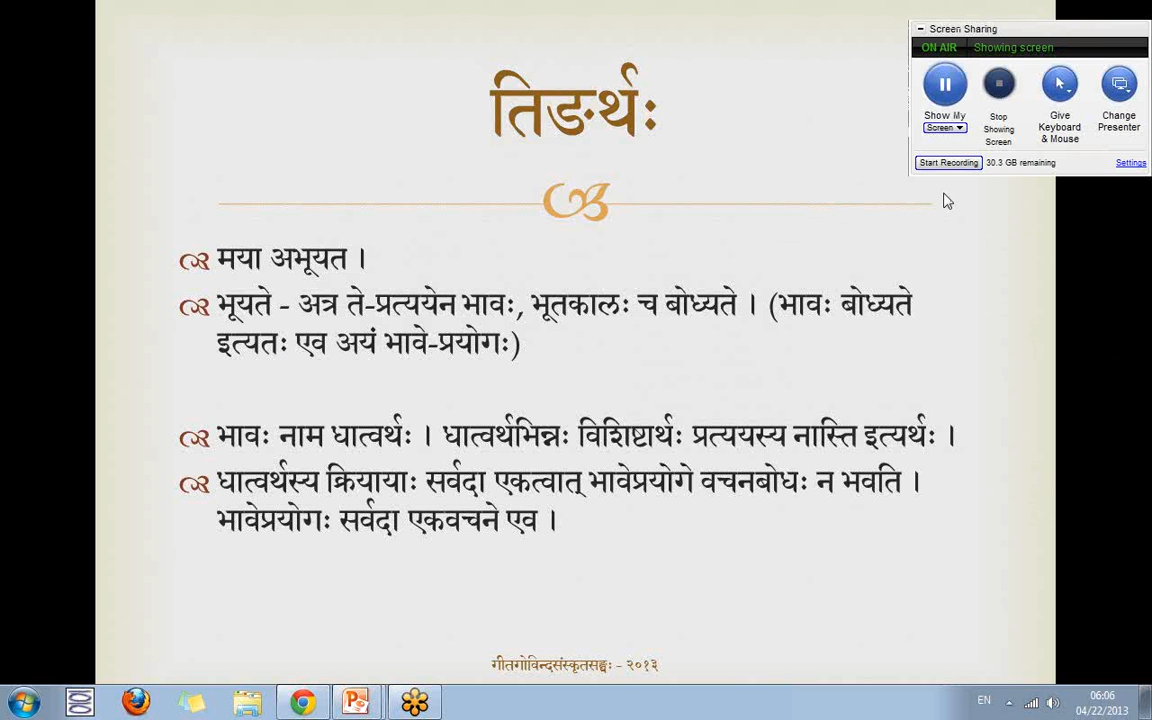 Screen Sharing
ON AIR Showing screen
Show My
Screen
Stop
Showing
Screen
Give
Keyboard
& Mouse
Change
Presenter
Start Recording 30.3 GB remaining Settings
तिङर्थः
मया अभूयत ।
भूयते - अत्र ते-प्रत्ययेन भावः, भूतकालः च बोध्यते । (भावः बोध्यते
इत्यतः एव अयं भावे-प्रयोगः)
भावः नाम धात्वर्थः । धात्वर्थभिन्नः विशिष्टार्थः प्रत्ययस्य नास्ति इत्यर्थः ।
धात्वर्थस्य क्रियायाः सर्वदा एकत्वात् भावेप्रयोगे वचनबोधः न भवति ।
भावेप्रयोगः सर्वदा एकवचने एव ।
गीतगोविन्दसंस्कृतसङ्घः - २०१३
EN
06:06
04/22/2013